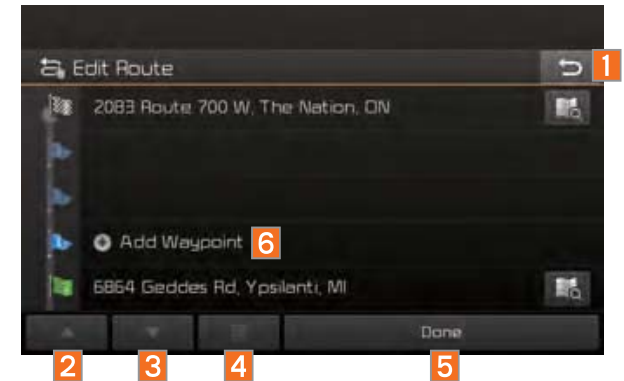 Edit Route
1
2083 Route 700 W, The Nation, ON
Add Waypoint 6
6864 Geddes Rd, Ypsilanti, MI
Done
2 3 4 5